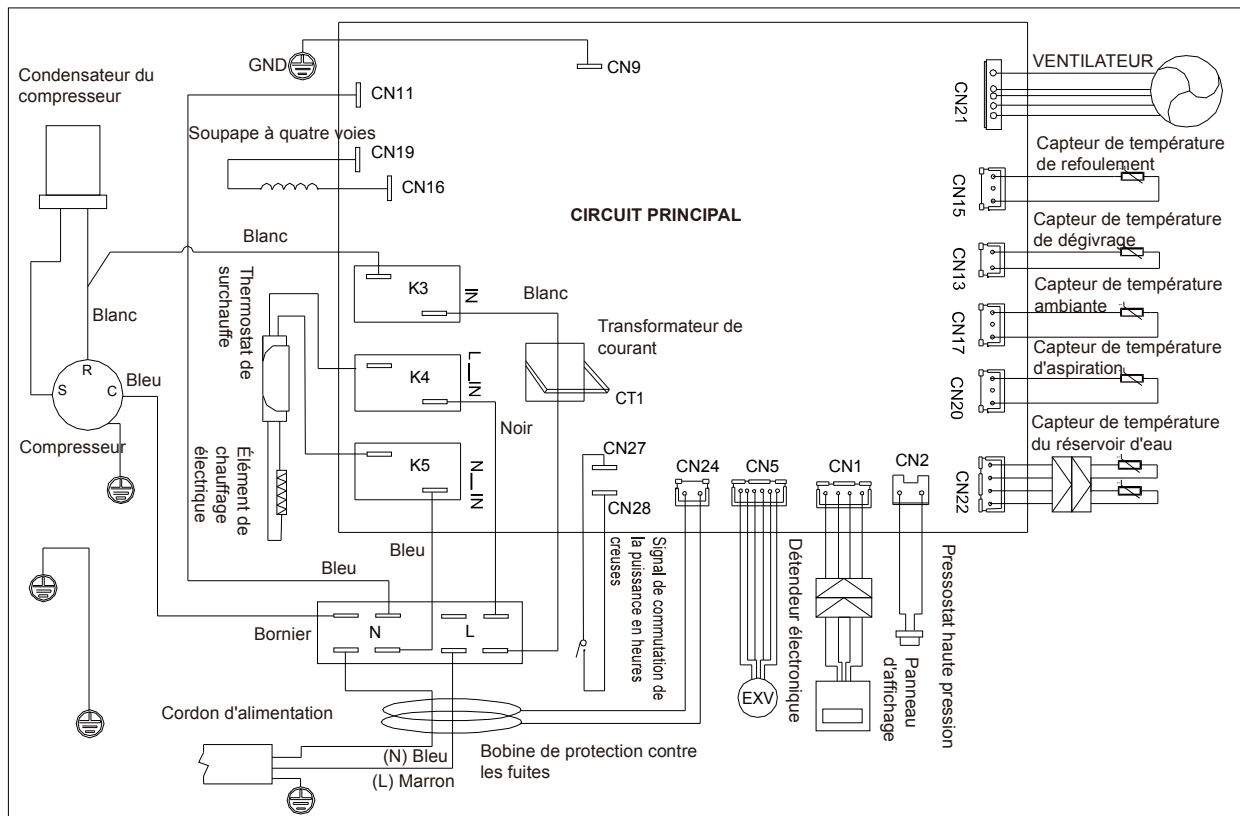 GND
CN9
VENTILATEUR
CN21
Condensateur du
compresseur
CN11
Soupape à quatre voies
CN19
CN16
Capteur de température
de refoulement
CN15
CIRCUIT PRINCIPAL
Capteur de température
de dégivrage
CN13
Blanc
K3
IN
Blanc
Thermostat de
surchauffe
Capteur de température
ambiante
CN17
Blanc
Transformateur de
courant
CT1
Capteur de température
d'aspiration
CN20
K4
L_IN
R
S
C
Bleu
Compresseur
Noir
K5
N_IN
Élément de
chauffage
électrique
CN27
CN28
CN24
CN5
CN1
CN2
Capteur de température
du réservoir d'eau
CN22
Bleu
Bleu
Bornier
N
L
Signal de commutation de
la puissance en heures
creuses
Détendeur électronique
EXV
Panneau
d'affichage
Pressostat haute pression
Cordon d'alimentation
(N) Bleu
(L) Marron
Bobine de protection contre
les fuites